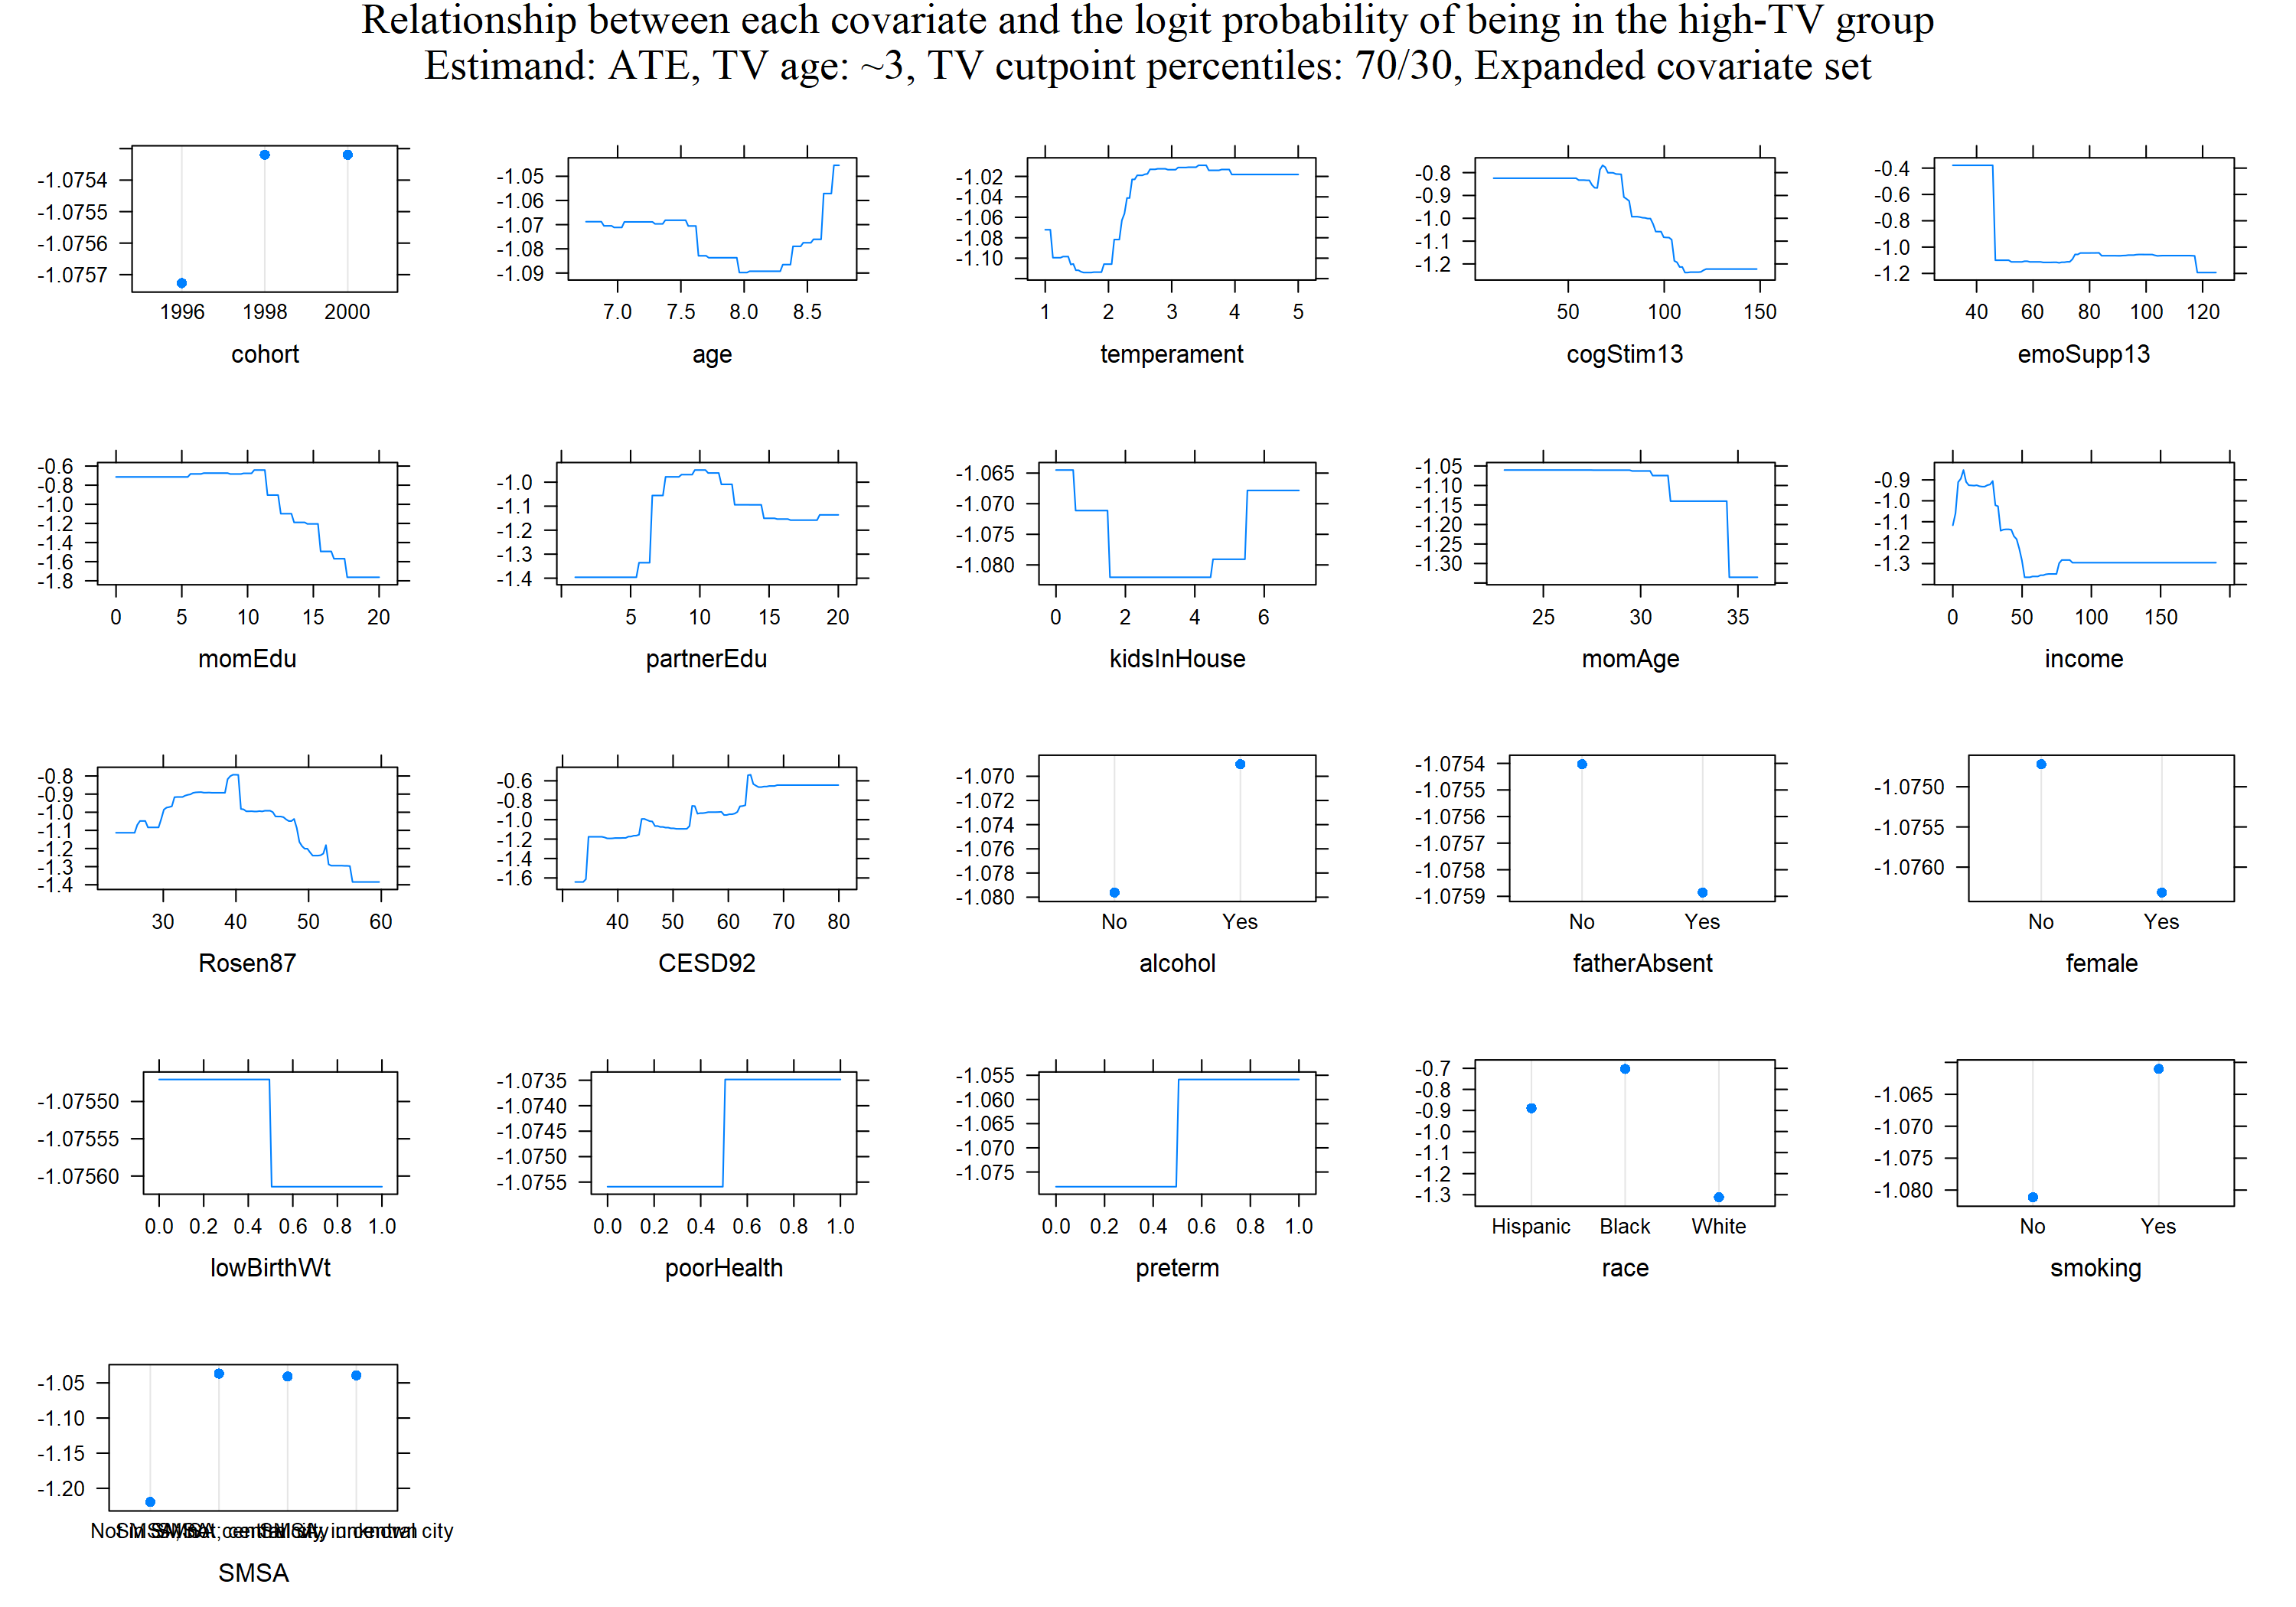 Relationship between each covariate and the logit probability of being in the high-TV group
Estimand: ATE, TV age: ~3, TV cutpoint percentiles: 70/30, Expanded covariate set
-1.0754
-1.0755
-1.0756
-1.0757
1996 1998 2000
cohort
-1.05
-1.06
-1.07
-1.08
-1.09
7.0 7.5 8.0 8.5
age
-1.02
-1.04
-1.06
-1.08
-1.10
1 2 3 4 5
temperament
-0.8
-0.9
-1.0
-1.1
-1.2
50 100 150
cogStim13
-0.4
-0.6
-0.8
-1.0
-1.2
40 60 80 100 120
emoSupp13
-0.6
-0.8
-1.0
-1.2
-1.4
-1.6
-1.8
0 5 10 15 20
momEdu
-1.0
-1.1
-1.2
-1.3
-1.4
5 10 15 20
partnerEdu
-1.065
-1.070
-1.075
-1.080
0 2 4 6
kidsInHouse
-1.05
-1.10
-1.15
-1.20
-1.25
-1.30
25 30 35
momAge
-0.9
-1.0
-1.1
-1.2
-1.3
0 50 100 150
income
-0.8
-0.9
-1.0
-1.1
-1.2
-1.3
-1.4
30 40 50 60
Rosen87
-0.6
-0.8
-1.0
-1.2
-1.4
-1.6
40 50 60 70 80
CESD92
-1.070
-1.072
-1.074
-1.076
-1.078
-1.080
No Yes
alcohol
-1.0754
-1.0755
-1.0756
-1.0757
-1.0758
-1.0759
No Yes
fatherAbsent
-1.0750
-1.0755
-1.0760
No Yes
female
-1.07550
-1.07555
-1.07560
0.0 0.2 0.4 0.6 0.8 1.0
lowBirthWt
-1.0735
-1.0740
-1.0745
-1.0750
-1.0755
0.0 0.2 0.4 0.6 0.8 1.0
poorHealth
-1.055
-1.060
-1.065
-1.070
-1.075
0.0 0.2 0.4 0.6 0.8 1.0
preterm
-0.7
-0.8
-0.9
-1.0
-1.1
-1.2
-1.3
Hispanic Black White
race
-1.065
-1.070
-1.075
-1.080
No Yes
smoking
-1.05
-1.10
-1.15
-1.20
city
SMSA